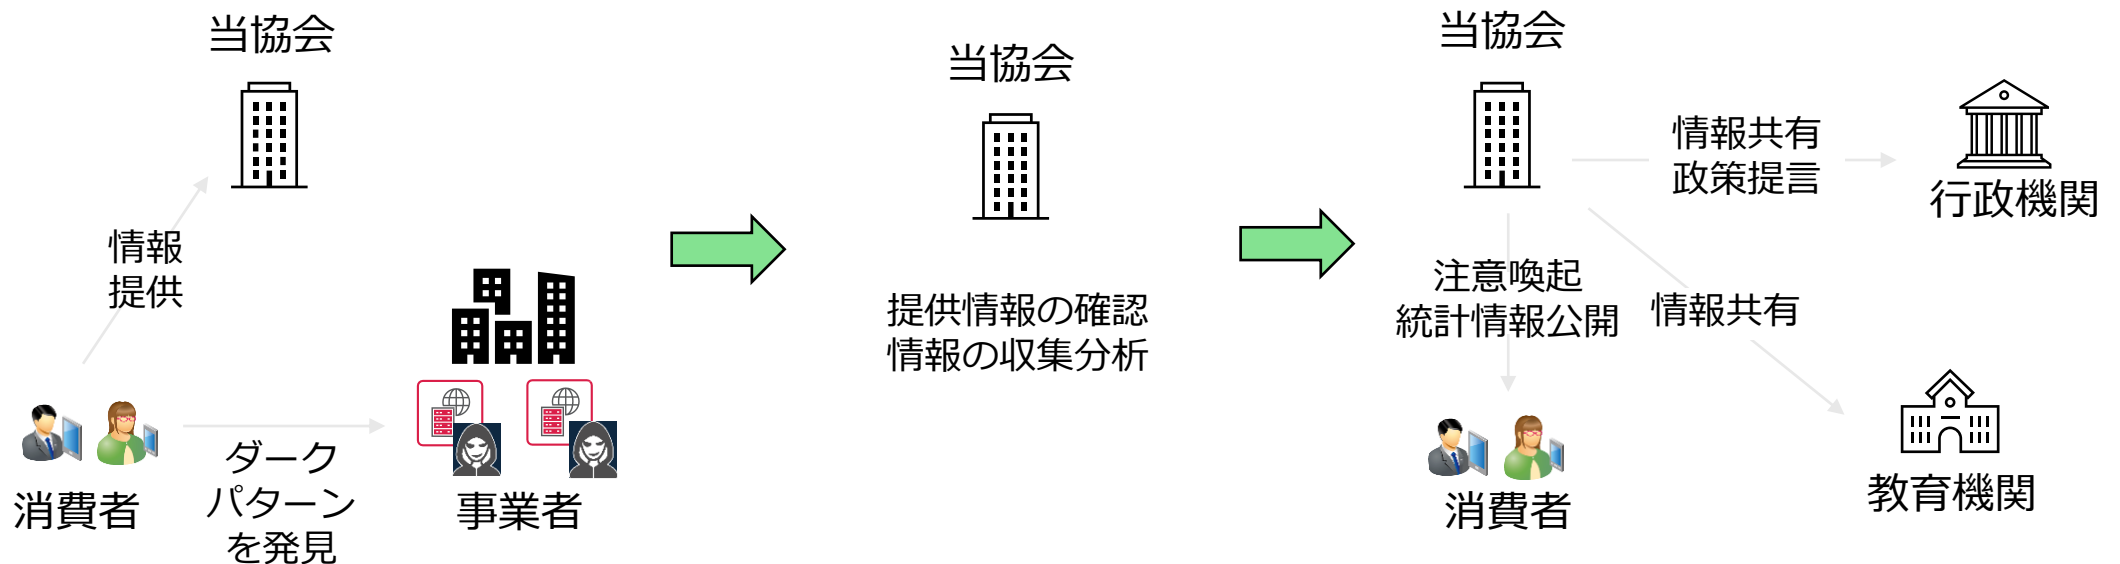 当協会
情報
提供
消費者
ダーク
パターン
を発見
事業者
当協会
提供情報の確認
情報の収集分析
当協会
情報共有
政策提言
行政機関
注意喚起
統計情報公開
情報共有
消費者
教育機関